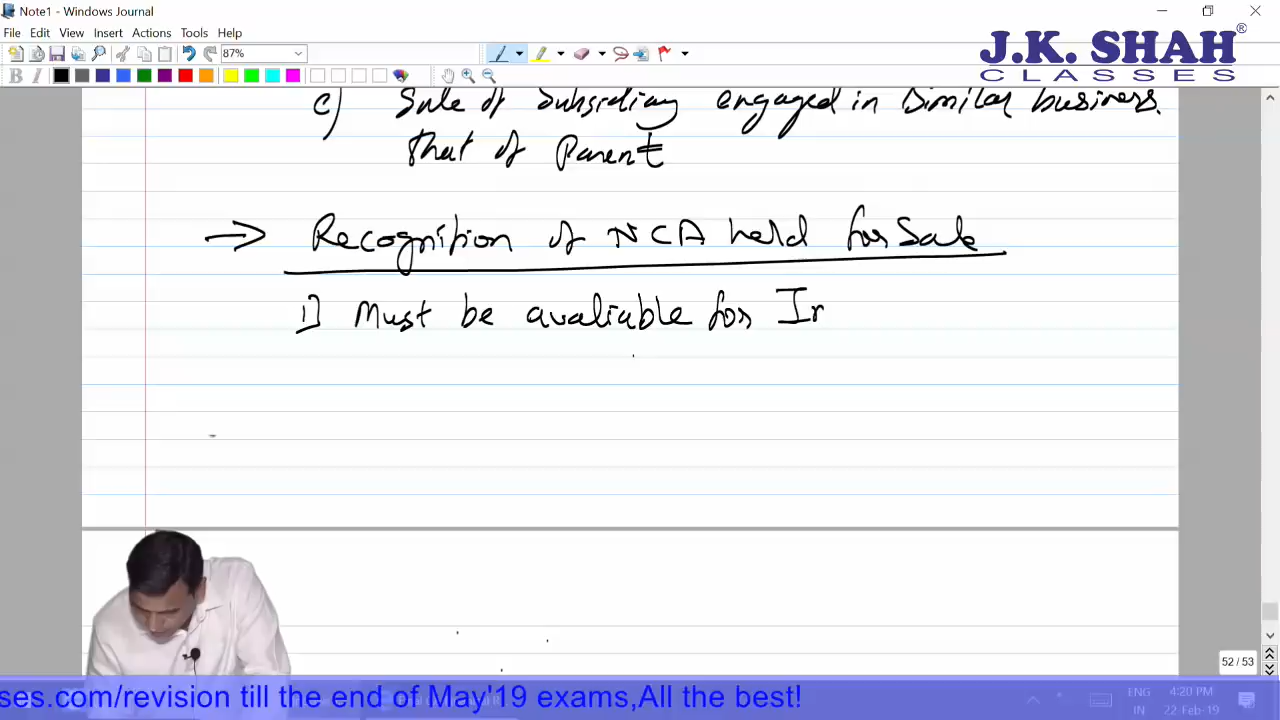 Note1 - Windows Journal
File Edit View Insert Actions Tools Help
87%
J.K. SHAH®
CLASSES
c) Sale of Subsidiary engaged in Similar business
that of Parent
⇒ Recognition of NCA held for Sale
1) Must be avaliable for In
52 / 53
ses.com/revision till the end of May'19 exams,All the best!
ENG
IN
4:20 PM
22-Feb-19